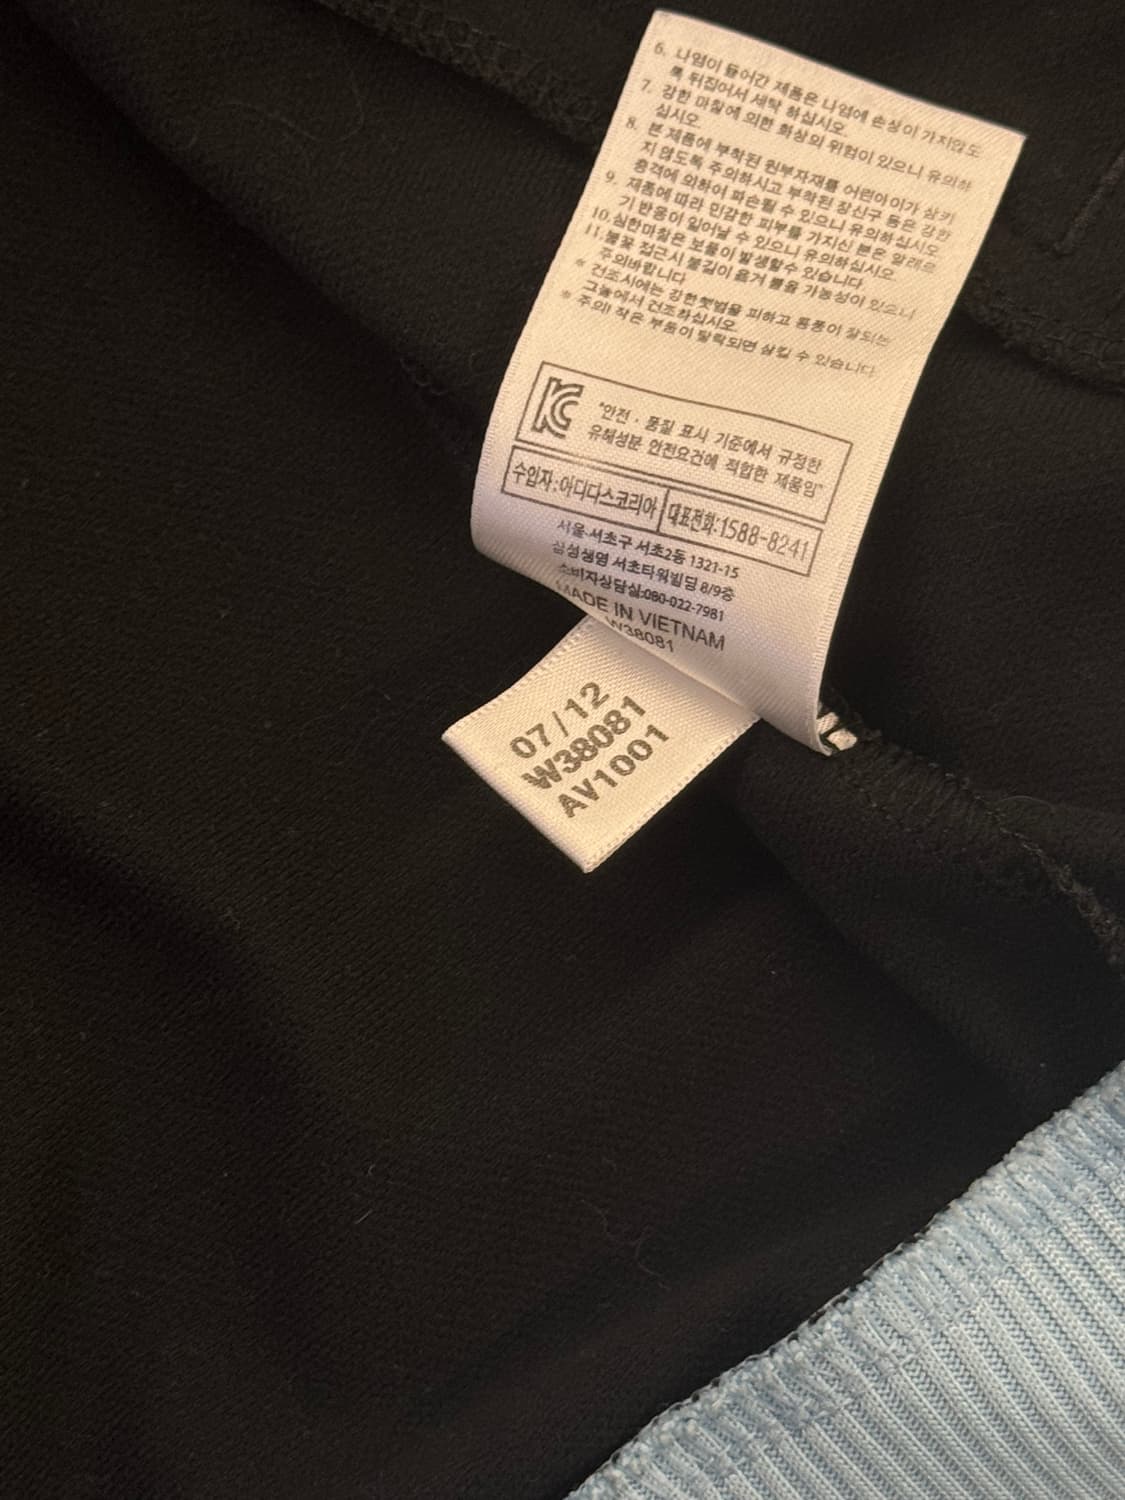 6. 나염이 들어간 제품은 나염에 손상이 가지않도
록 뒤집어서 세탁 하십시오.
7. 강한 마찰에 의한 화상의 위험이 있으니 유의하
십시오.
8. 본 제품에 부착된 원부자재를 어린이이가 삼키
지 않도록 주의하시고 부착된 장신구 등은 강한
충격에 의하여 파손될 수 있으니 유의하십시오.
9. 제품에 따라 민감한 피부를 가지신 분은 알레르
기 반응이 일어날 수 있으니 유의하십시오.
10.심한마찰은 보풀이 발생할수 있습니다.
11.불꽃 접근시 불길이 옮겨 붙을 가능성이 있으니
주의바랍니다
* 건조시에는 강한햇볕을 피하고 통풍이 잘되는
그늘에서 건조하십시오.
* 주의! 작은 부품이 탈락되면 삼킬 수 있습니다.
KC
"안전 · 품질 표시 기준에서 규정한
유해성분 안전요건에 적합한 제품임"
수입자:아디다스코리아 대표전화:1588-8241
서울 서초구 서초2동 1321-15
삼성생명 서초타워빌딩 8/9층
소비자상담실:080-022-7981
MADE IN VIETNAM
W38081
07/12
W38081
AV1001